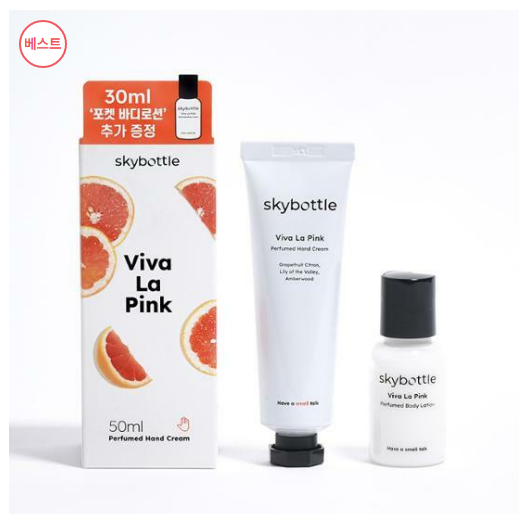 베스트
30ml
'포켓 바디로션'
추가 증정
skybottle
Viva
La
Pink
50ml
Perfumed Hand Cream
skybottle
Viva La Pink
Perfumed Hand Cream
Grapefruit Citron,
Lily of the Valley,
Amberwood
Have a small talk
skybottle
Viva La Pink
Perfumed Body Lotion
Have a small talk